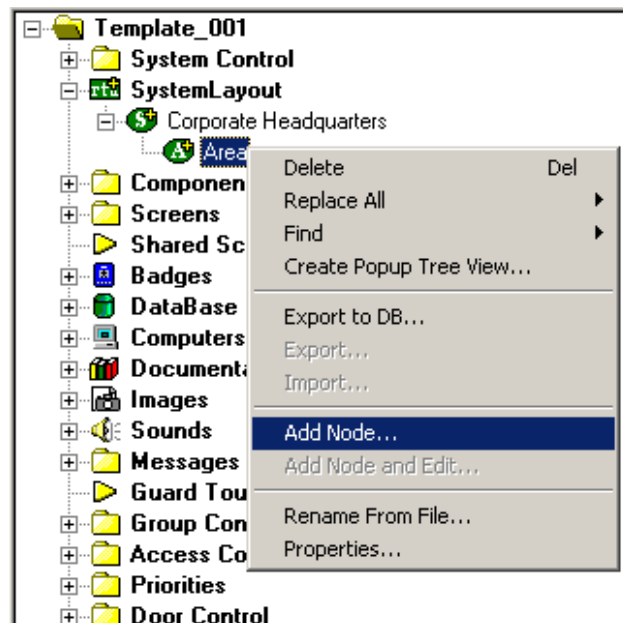 Template_001
System Control
rtu SystemLayout
S Corporate Headquarters
A Area
Componen
Screens
Shared Sc
Badges
DataBase
Computers
Documenta
Images
Sounds
Messages
Guard Tou
Group Con
Access Co
Priorities
Door Control
Delete Del
Replace All
Find
Create Popup Tree View...
Export to DB...
Export...
Import...
Add Node...
Add Node and Edit...
Rename From File...
Properties...